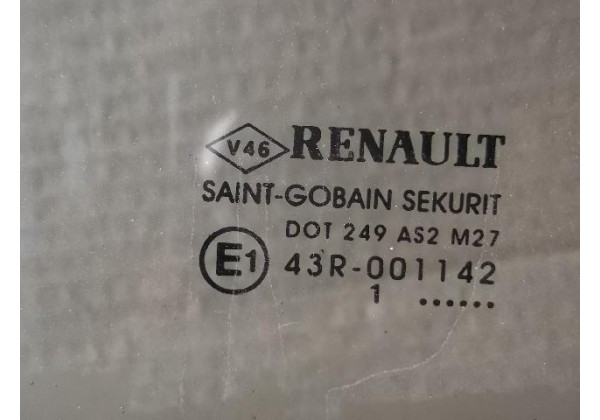 V46 RENAULT
SAINT-GOBAIN SEKURIT
DOT 249 AS2 M27
E1 43R-001142
1 ......